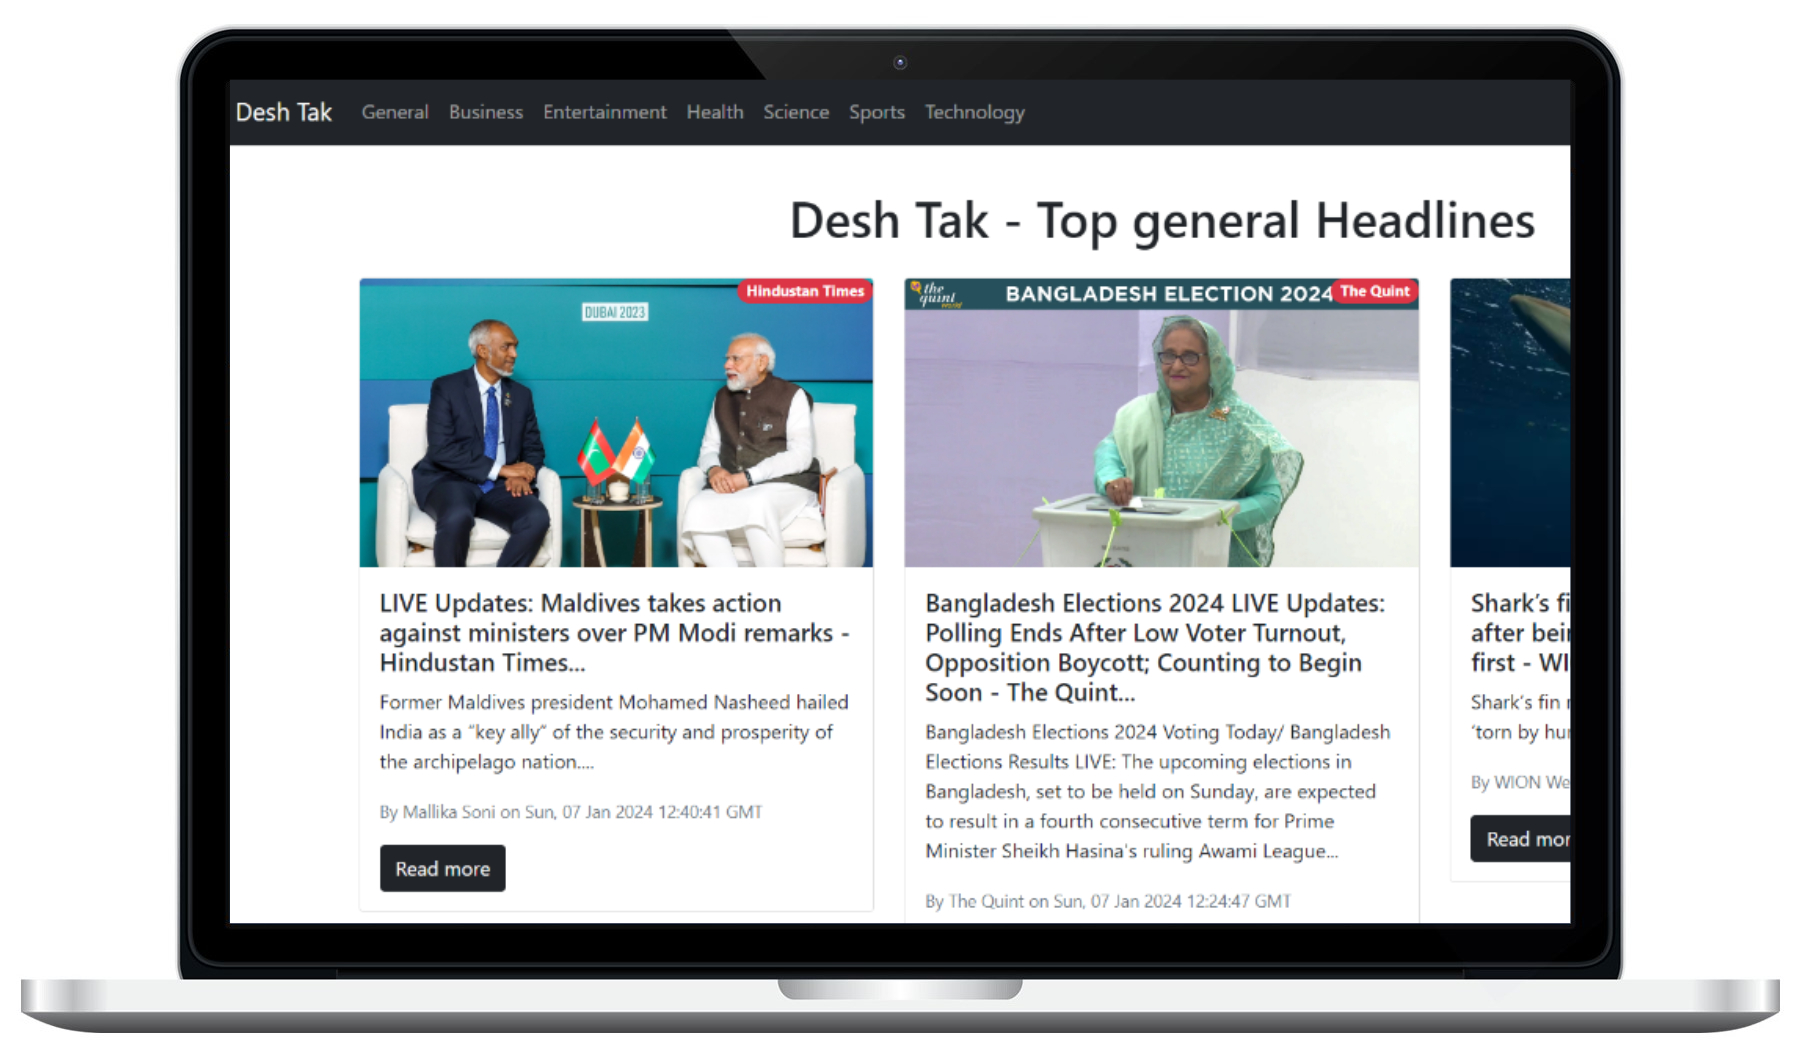 Desh Tak General Business Entertainment Health Science Sports Technology
Desh Tak - Top general Headlines
DUBAI 2023
Hindustan Times
LIVE Updates: Maldives takes action
against ministers over PM Modi remarks -
Hindustan Times...
Former Maldives president Mohamed Nasheed hailed
India as a “key ally” of the security and prosperity of
the archipelago nation....
By Mallika Soni on Sun, 07 Jan 2024 12:40:41 GMT
Read more
the
quint
BANGLADESH ELECTION 2024
The Quint
Bangladesh Elections 2024 LIVE Updates:
Polling Ends After Low Voter Turnout,
Opposition Boycott; Counting to Begin
Soon - The Quint...
Bangladesh Elections 2024 Voting Today/ Bangladesh
Elections Results LIVE: The upcoming elections in
Bangladesh, set to be held on Sunday, are expected
to result in a fourth consecutive term for Prime
Minister Sheikh Hasina's ruling Awami League...
By The Quint on Sun, 07 Jan 2024 12:24:47 GMT
Shark’s fi
after bei
first - WI
Shark’s fin
‘torn by hu
By WION We
Read mor